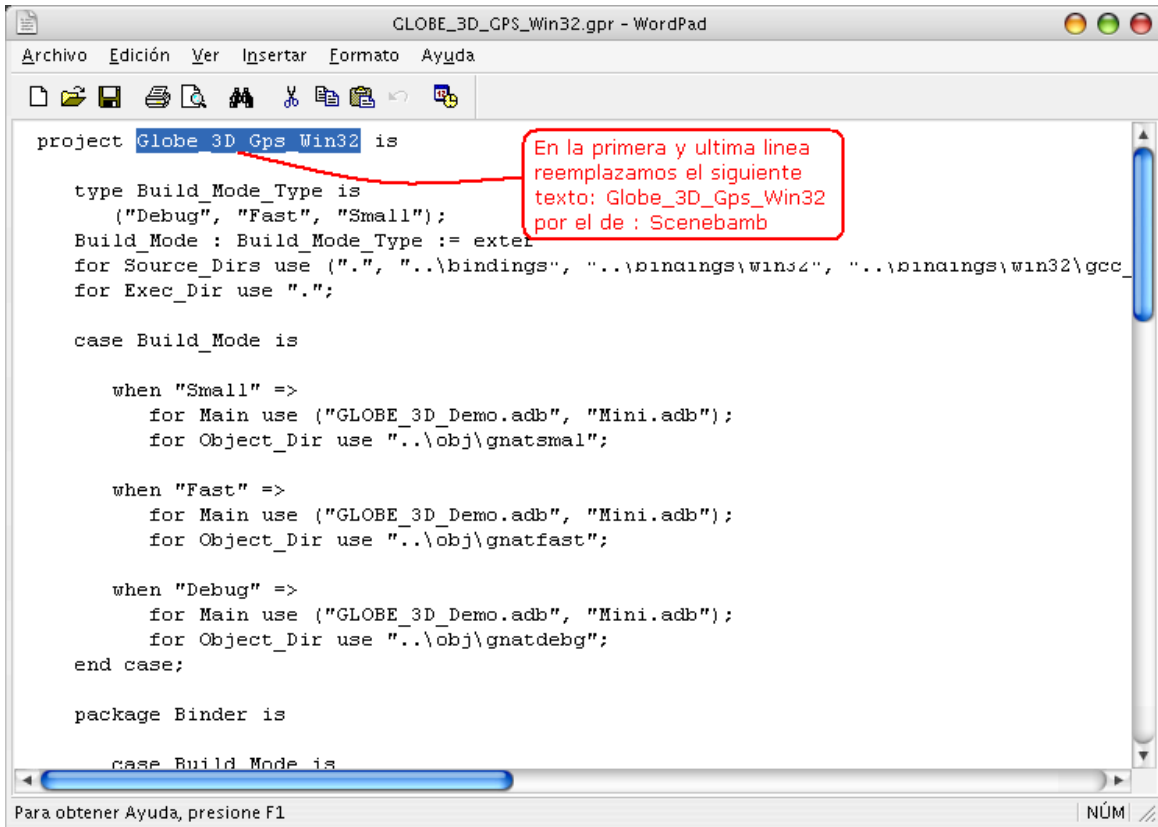 GLOBE_3D_GPS_Win32.gpr - WordPad
Archivo Edición Ver Insertar Formato Ayuda
project Globe_3D_Gps_Win32 is
En la primera y ultima linea
reemplazamos el siguiente
texto: Globe_3D_Gps_Win32
por el de : Scenebamb
type Build_Mode_Type is
("Debug", "Fast", "Small");
Build_Mode : Build_Mode_Type := exter
for Source_Dirs use (".", "..\bindings", "..\bindings\win32", "..\bindings\win32\gcc_
for Exec_Dir use ".";
case Build_Mode is
when "Small" =>
for Main use ("GLOBE_3D_Demo.adb", "Mini.adb");
for Object_Dir use "..\obj\gnatsmal";
when "Fast" =>
for Main use ("GLOBE_3D_Demo.adb", "Mini.adb");
for Object_Dir use "..\obj\gnatfast";
when "Debug" =>
for Main use ("GLOBE_3D_Demo.adb", "Mini.adb");
for Object_Dir use "..\obj\gnatdebg";
end case;
package Binder is
case Build_Mode is
Para obtener Ayuda, presione F1
NÚM